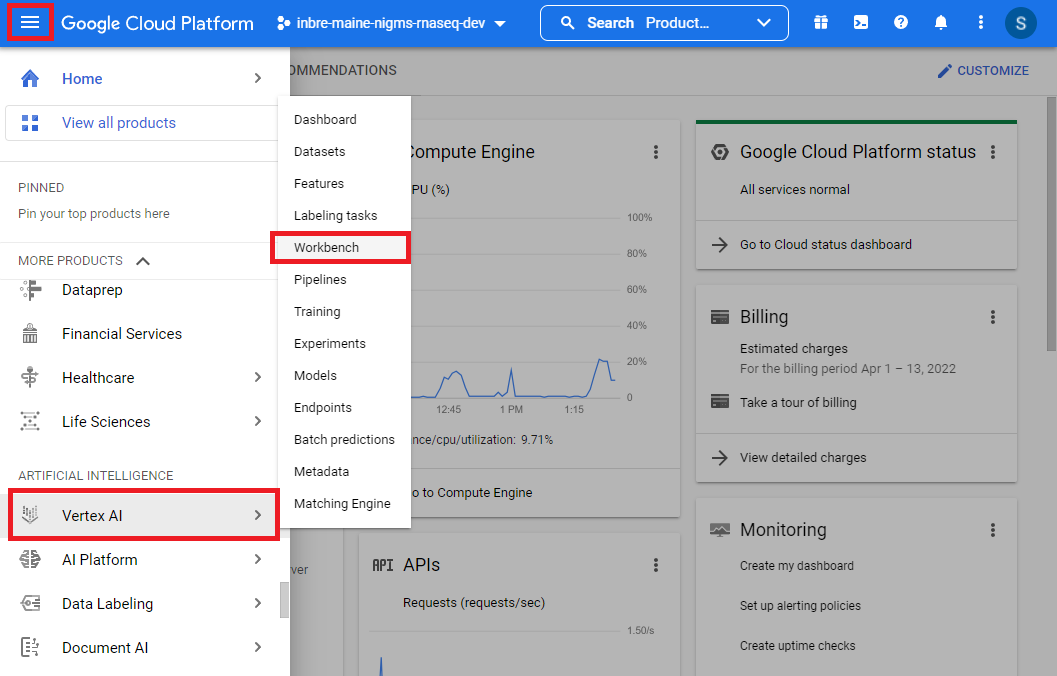 Google Cloud Platform
inbre-maine-nigms-rnaseq-dev
Search Product...
S
Home
View all products
PINNED
Pin your top products here
MORE PRODUCTS
Dataprep
Financial Services
Healthcare
Life Sciences
ARTIFICIAL INTELLIGENCE
Vertex AI
AI Platform
Data Labeling
Document AI
Dashboard
Datasets
Features
Labeling tasks
Workbench
Pipelines
Training
Experiments
Models
Endpoints
Batch predictions
Metadata
Matching Engine
OMMENDATIONS
CUSTOMIZE
Compute Engine
PU (%)
100%
80%
60%
40%
20%
0
12:45 1 PM 1:15
nce/cpu/utilization: 9.71%
o to Compute Engine
ver
API APIs
Requests (requests/sec)
1.50/s
Google Cloud Platform status
All services normal
Go to Cloud status dashboard
Billing
Estimated charges
For the billing period Apr 1 – 13, 2022
Take a tour of billing
View detailed charges
Monitoring
Create my dashboard
Set up alerting policies
Create uptime checks